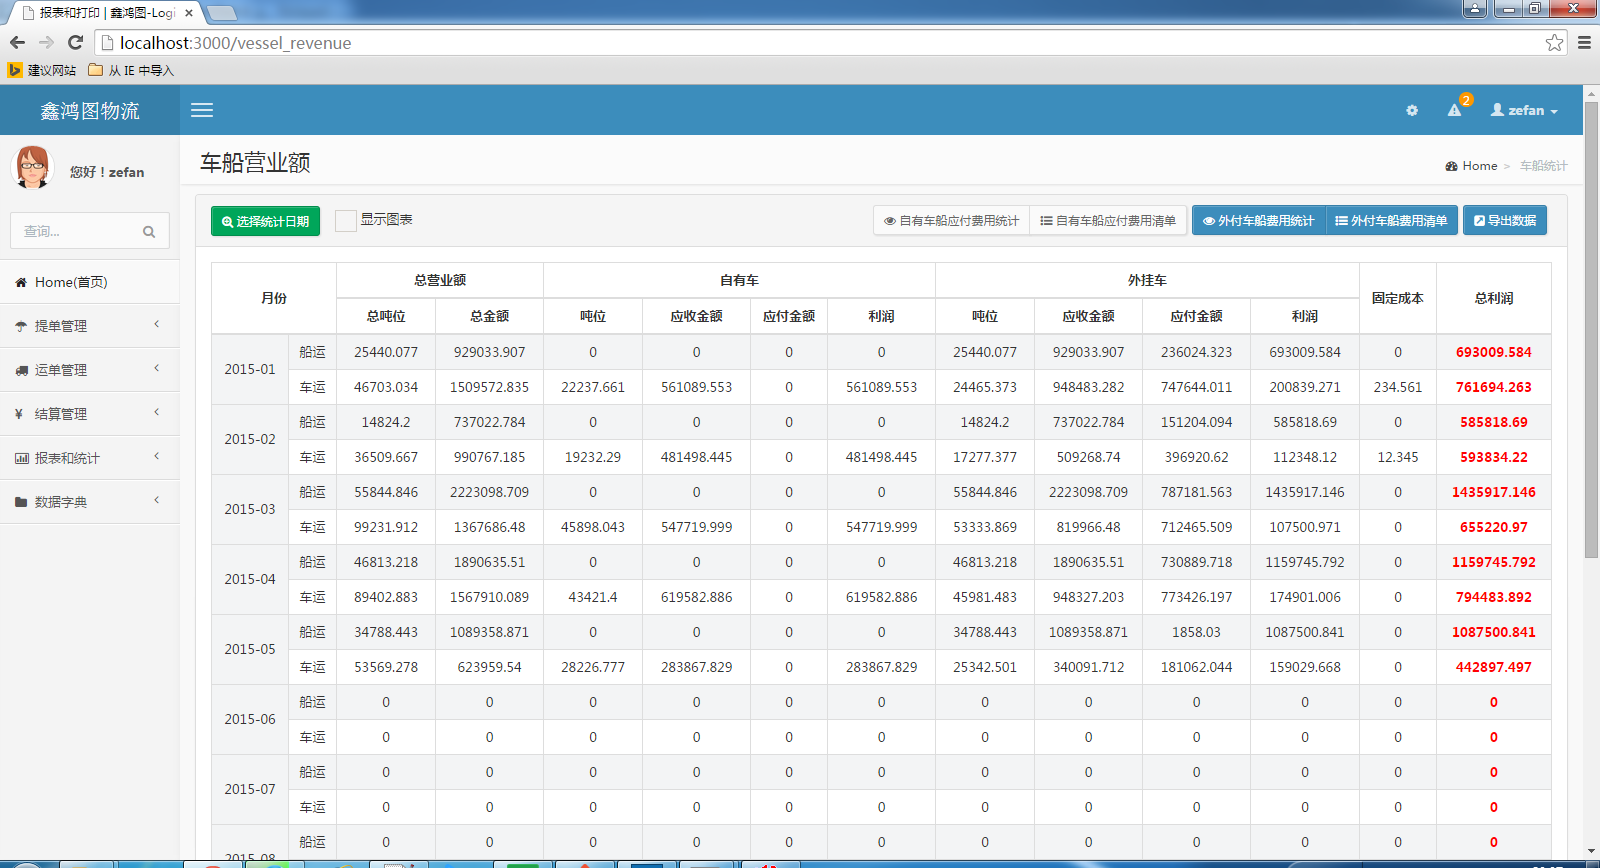 报表和打印 | 鑫鸿图-Logi
localhost:3000/vessel_revenue
建议网站 从 IE 中导入
鑫鸿图物流 2 zefan
您好！zefan
车船营业额 Home > 车船统计
查询...
选择统计日期 显示图表 自有车船应付费用统计 自有车船应付费用清单 外付车船费用统计 外付车船费用清单 导出数据
Home(首页)
提单管理
运单管理
结算管理
报表和统计
数据字典
月份 总营业额 自有车 外挂车 固定成本 总利润
总吨位 总金额 吨位 应收金额 应付金额 利润 吨位 应收金额 应付金额 利润
2015-01
船运 25440.077 929033.907 0 0 0 0 25440.077 929033.907 236024.323 693009.584 0 693009.584
车运 46703.034 1509572.835 22237.661 561089.553 0 561089.553 24465.373 948483.282 747644.011 200839.271 234.561 761694.263
2015-02
船运 14824.2 737022.784 0 0 0 0 14824.2 737022.784 151204.094 585818.69 0 585818.69
车运 36509.667 990767.185 19232.29 481498.445 0 481498.445 17277.377 509268.74 396920.62 112348.12 12.345 593834.22
2015-03
船运 55844.846 2223098.709 0 0 0 0 55844.846 2223098.709 787181.563 1435917.146 0 1435917.146
车运 99231.912 1367686.48 45898.043 547719.999 0 547719.999 53333.869 819966.48 712465.509 107500.971 0 655220.97
2015-04
船运 46813.218 1890635.51 0 0 0 0 46813.218 1890635.51 730889.718 1159745.792 0 1159745.792
车运 89402.883 1567910.089 43421.4 619582.886 0 619582.886 45981.483 948327.203 773426.197 174901.006 0 794483.892
2015-05
船运 34788.443 1089358.871 0 0 0 0 34788.443 1089358.871 1858.03 1087500.841 0 1087500.841
车运 53569.278 623959.54 28226.777 283867.829 0 283867.829 25342.501 340091.712 181062.044 159029.668 0 442897.497
2015-06
船运 0 0 0 0 0 0 0 0 0 0 0 0
车运 0 0 0 0 0 0 0 0 0 0 0 0
2015-07
船运 0 0 0 0 0 0 0 0 0 0 0 0
车运 0 0 0 0 0 0 0 0 0 0 0 0
2015-08
船运 0 0 0 0 0 0 0 0 0 0 0 0